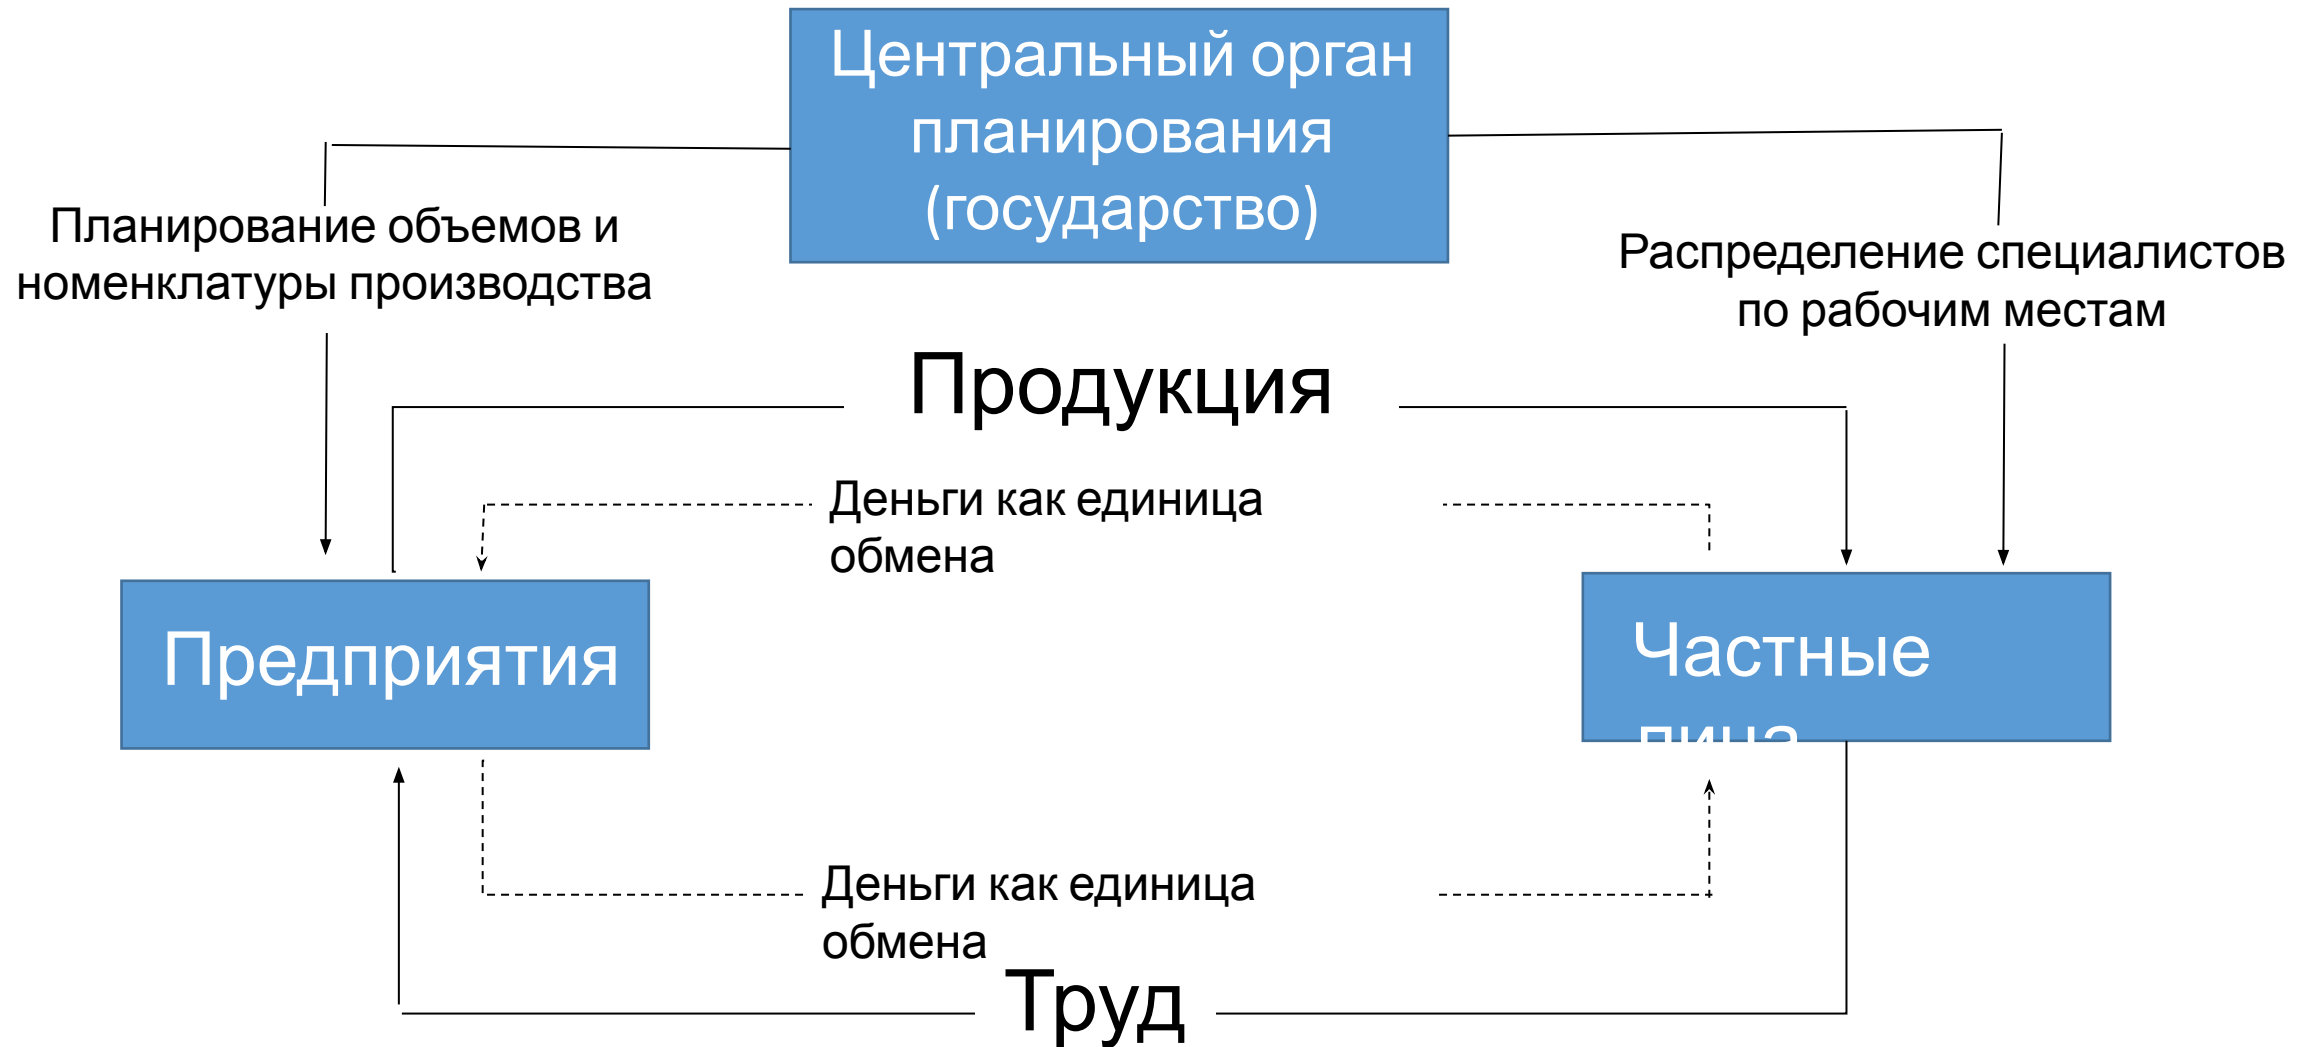 Центральный орган
планирования
(государство)
Планирование объемов и
номенклатуры производства
Распределение специалистов
по рабочим местам
Продукция
Деньги как единица
обмена
Предприятия
Частные
лица
Деньги как единица
обмена
Труд